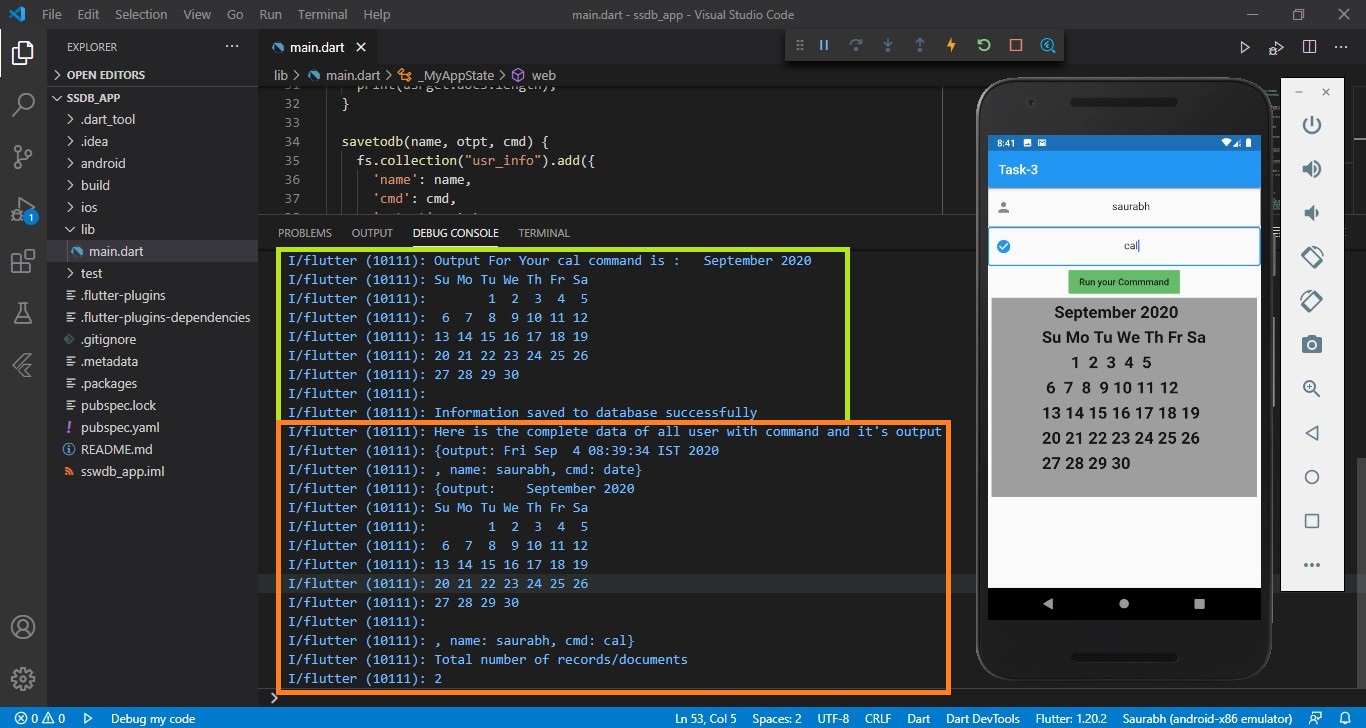 File Edit Selection View Go Run Terminal Help
main.dart - ssdb_app - Visual Studio Code
EXPLORER
OPEN EDITORS
SSDB_APP
.dart_tool
.idea
android
build
ios
lib
main.dart
test
.flutter-plugins
.flutter-plugins-dependencies
.gitignore
.metadata
.packages
pubspec.lock
pubspec.yaml
README.md
sswdb_app.iml
1
main.dart
lib > main.dart > _MyAppState > web
31 print(usrget.docs.length);
32 }
33
34 savetodb(name, otpt, cmd) {
35 fs.collection("usr_info").add({
36 'name': name,
37 'cmd': cmd,
PROBLEMS OUTPUT DEBUG CONSOLE TERMINAL
I/flutter (10111): Output For Your cal command is :   September 2020
I/flutter (10111): Su Mo Tu We Th Fr Sa
I/flutter (10111):        1  2  3  4  5
I/flutter (10111):  6  7  8  9 10 11 12
I/flutter (10111): 13 14 15 16 17 18 19
I/flutter (10111): 20 21 22 23 24 25 26
I/flutter (10111): 27 28 29 30
I/flutter (10111):
I/flutter (10111): Information saved to database successfully
I/flutter (10111): Here is the complete data of all user with command and it's output
I/flutter (10111): {output: Fri Sep  4 08:39:34 IST 2020
I/flutter (10111): , name: saurabh, cmd: date}
I/flutter (10111): {output:    September 2020
I/flutter (10111): Su Mo Tu We Th Fr Sa
I/flutter (10111):        1  2  3  4  5
I/flutter (10111):  6  7  8  9 10 11 12
I/flutter (10111): 13 14 15 16 17 18 19
I/flutter (10111): 20 21 22 23 24 25 26
I/flutter (10111): 27 28 29 30
I/flutter (10111):
I/flutter (10111): , name: saurabh, cmd: cal}
I/flutter (10111): Total number of records/documents
I/flutter (10111): 2
8:41
Task-3
saurabh
cal
Run your Commmand
September 2020
Su Mo Tu We Th Fr Sa
1 2 3 4 5
6 7 8 9 10 11 12
13 14 15 16 17 18 19
20 21 22 23 24 25 26
27 28 29 30
0 0 Debug my code Ln 53, Col 5 Spaces: 2 UTF-8 CRLF Dart Dart DevTools Flutter: 1.20.2 Saurabh (android-x86 emulator)